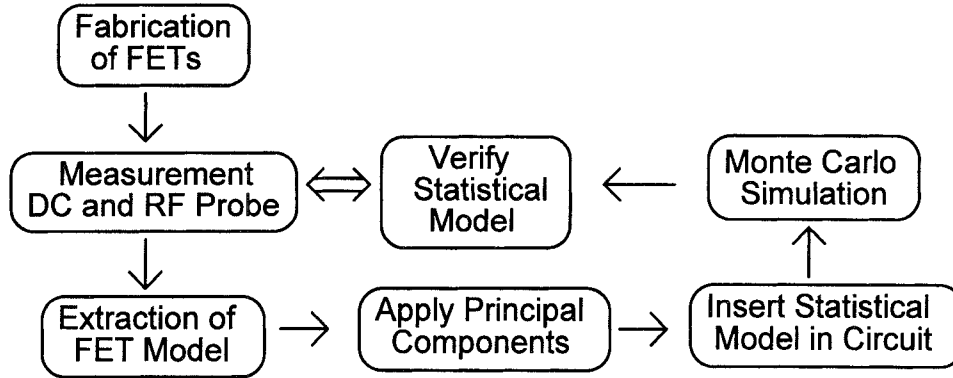 Fabrication
of FETs
Measurement
DC and RF Probe
Verify
Statistical
Model
Monte Carlo
Simulation
Extraction of
FET Model
Apply Principal
Components
Insert Statistical
Model in Circuit